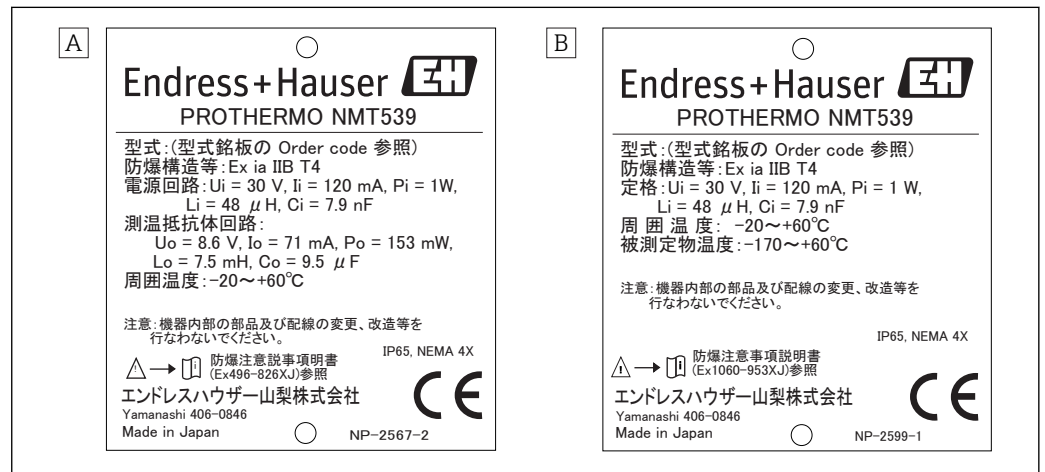 A
Endress+Hauser EH
PROTHERMO NMT539
型式:(型式銘板の Order code 参照)
防爆構造等:Ex ia IIB T4
電源回路:Ui = 30 V, Ii = 120 mA, Pi = 1W,
Li = 48 μH, Ci = 7.9 nF
測温抵抗体回路:
Uo = 8.6 V, Io = 71 mA, Po = 153 mW,
Lo = 7.5 mH, Co = 9.5 μF
周囲温度:-20～+60℃
注意:機器内部の部品及び配線の変更、改造等を
行なわないでください。
IP65, NEMA 4X
防爆注意説事項明書
(Ex496-826XJ)参照
エンドレスハウザー山梨株式会社
Yamanashi 406-0846
Made in Japan
NP-2567-2
CE
B
Endress+Hauser EH
PROTHERMO NMT539
型式:(型式銘板の Order code 参照)
防爆構造等:Ex ia IIB T4
定格:Ui = 30 V, Ii = 120 mA, Pi = 1 W,
Li = 48 μH, Ci = 7.9 nF
周 囲 温 度: -20～+60℃
被測定物温度:-170～+60℃
注意:機器内部の部品及び配線の変更、改造等を
行なわないでください。
IP65, NEMA 4X
防爆注意事項説明書
(Ex1060-953XJ)参照
エンドレスハウザー山梨株式会社
Yamanashi 406-0846
Made in Japan
NP-2599-1
CE